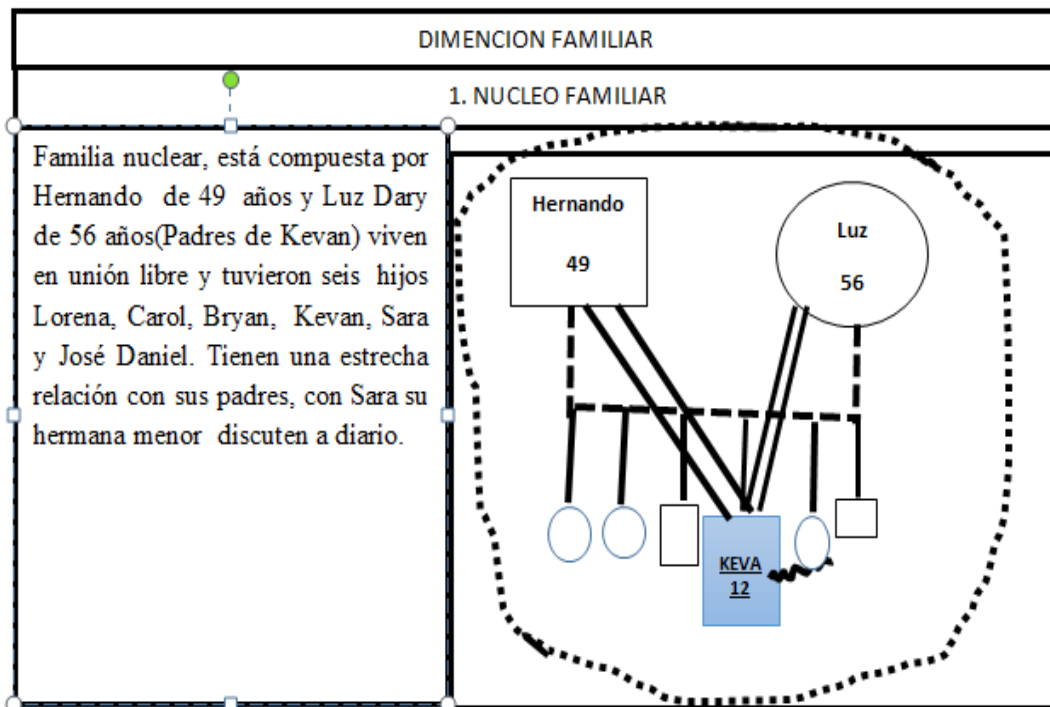 DIMENCION FAMILIAR
1. NUCLEO FAMILIAR
Familia nuclear, está compuesta por
Hernando de 49 años y Luz Dary
de 56 años(Padres de Kevan) viven
en unión libre y tuvieron seis hijos
Lorena, Carol, Bryan, Kevan, Sara
y José Daniel. Tienen una estrecha
relación con sus padres, con Sara su
hermana menor discuten a diario.
Hernando
49
Luz
56
KEVA
12